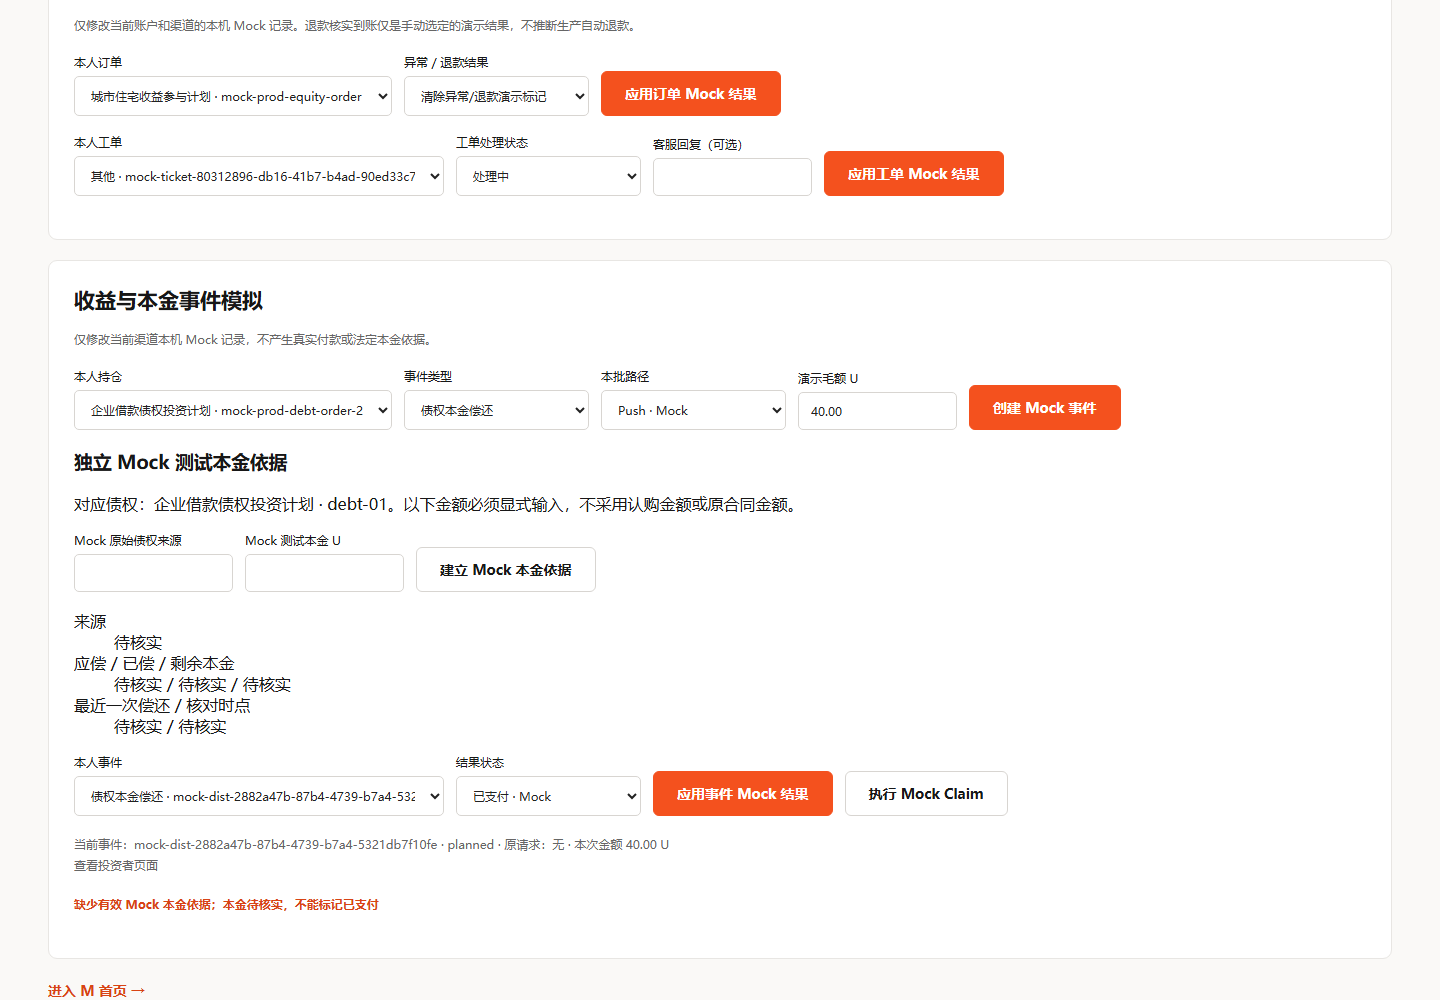 仅修改当前账户和渠道的本机 Mock 记录。退款核实到账仅是手动选定的演示结果，不推断生产自动退款。
本人订单 异常 / 退款结果
城市住宅收益参与计划 · mock-prod-equity-order 清除异常/退款演示标记 应用订单 Mock 结果
本人工单 工单处理状态 客服回复（可选）
其他 · mock-ticket-80312896-db16-41b7-b4ad-90ed33c7 处理中 应用工单 Mock 结果
收益与本金事件模拟
仅修改当前渠道本机 Mock 记录，不产生真实付款或法定本金依据。
本人持仓 事件类型 本批路径 演示毛额 U
企业借款债权投资计划 · mock-prod-debt-order-2 债权本金偿还 Push · Mock 40.00 创建 Mock 事件
独立 Mock 测试本金依据
对应债权：企业借款债权投资计划 · debt-01。以下金额必须显式输入，不采用认购金额或原合同金额。
Mock 原始债权来源 Mock 测试本金 U
建立 Mock 本金依据
来源
待核实
应偿 / 已偿 / 剩余本金
待核实 / 待核实 / 待核实
最近一次偿还 / 核对时点
待核实 / 待核实
本人事件 结果状态
债权本金偿还 · mock-dist-2882a47b-87b4-4739-b7a4-532 已支付 · Mock 应用事件 Mock 结果 执行 Mock Claim
当前事件：mock-dist-2882a47b-87b4-4739-b7a4-5321db7f10fe · planned · 原请求：无 · 本次金额 40.00 U
查看投资者页面
缺少有效 Mock 本金依据；本金待核实，不能标记已支付
进入 M 首页 →